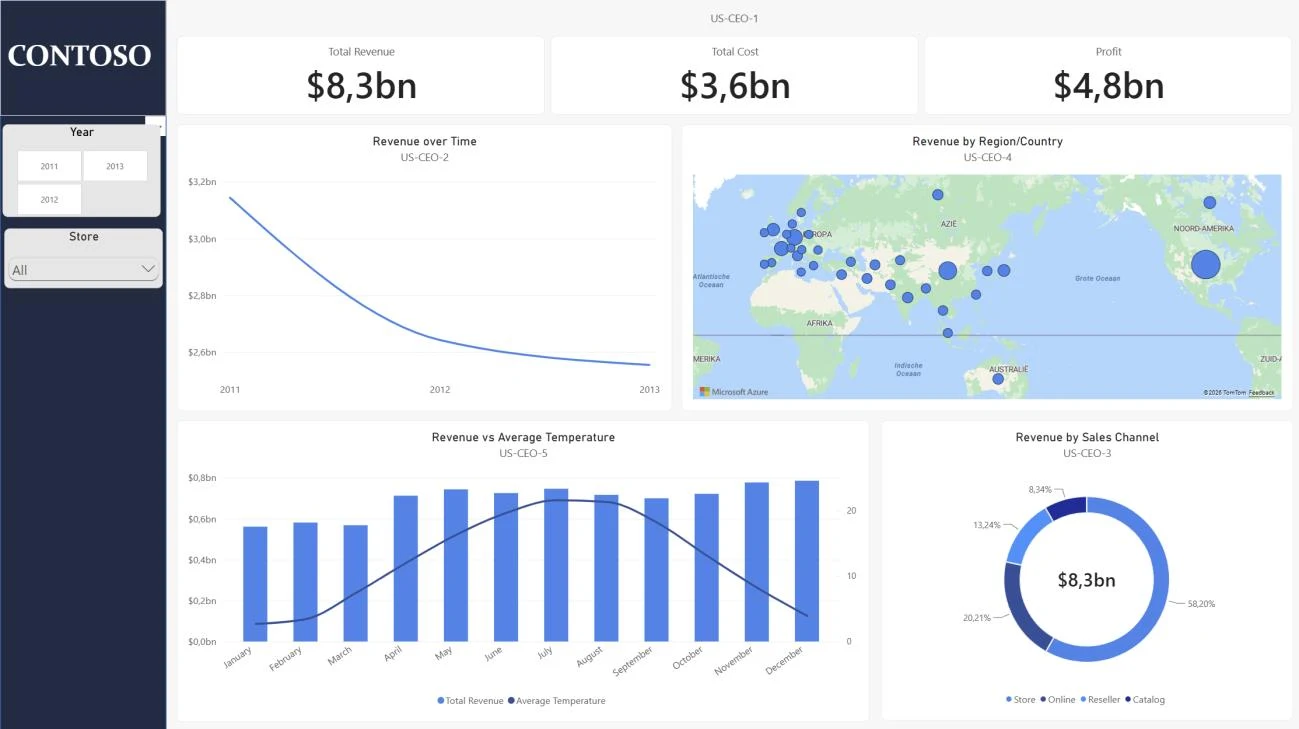 CONTOSO
Year
2011
2013
2012
Store
All
US-CEO-1
Total Revenue
$8,3bn
Total Cost
$3,6bn
Profit
$4,8bn
Revenue over Time
US-CEO-2
$3,2bn
$3,0bn
$2,8bn
$2,6bn
2011
2012
2013
Revenue by Region/Country
US-CEO-4
AZIË
ROPA
NOORD-AMERIKA
Atlantische
Oceaan
Grote Oceaan
AFRIKA
MERIKA
Indische
Oceaan
AUSTRALIË
ZUID-A
Microsoft Azure
©2026 TomTom Feedback
Revenue vs Average Temperature
US-CEO-5
$0,8bn
$0,6bn
$0,4bn
$0,2bn
$0,0bn
20
10
0
January
February
March
April
May
June
July
August
September
October
November
December
Total Revenue
Average Temperature
Revenue by Sales Channel
US-CEO-3
8,34%
13,24%
20,21%
58,20%
$8,3bn
Store
Online
Reseller
Catalog